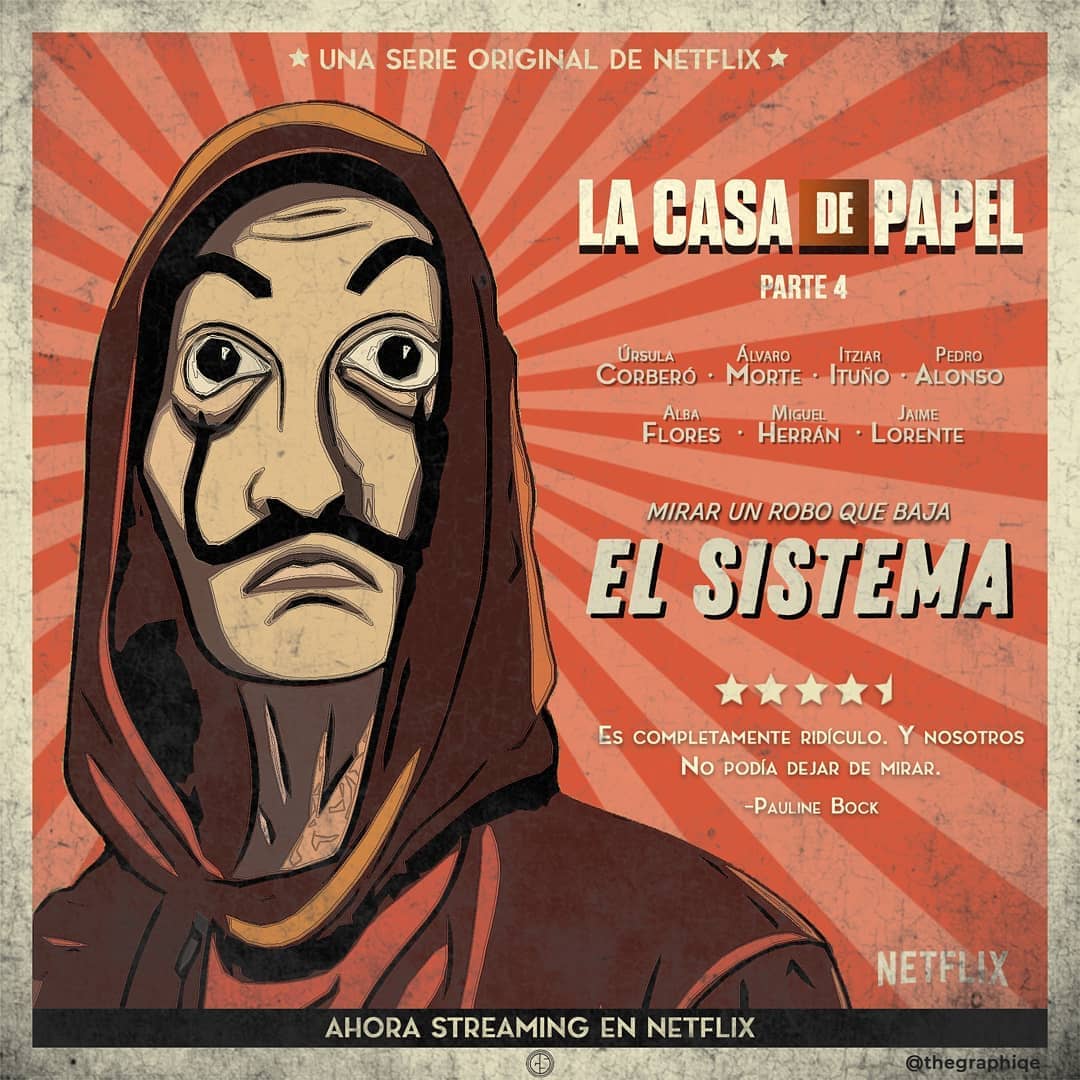 ★ UNA SERIE ORIGINAL DE NETFLIX ★
LA CASA DE PAPEL
PARTE 4
ÚRSULA CORBERÓ · ÁLVARO MORTE · ITZIAR ITUÑO · PEDRO ALONSO
ALBA FLORES · MIGUEL HERRÁN · JAIME LORENTE
MIRAR UN ROBO QUE BAJA
EL SISTEMA
ES COMPLETAMENTE RIDÍCULO. Y NOSOTROS
NO PODÍA DEJAR DE MIRAR.
-PAULINE BOCK
NETFLIX
AHORA STREAMING EN NETFLIX
@thegraphiqe